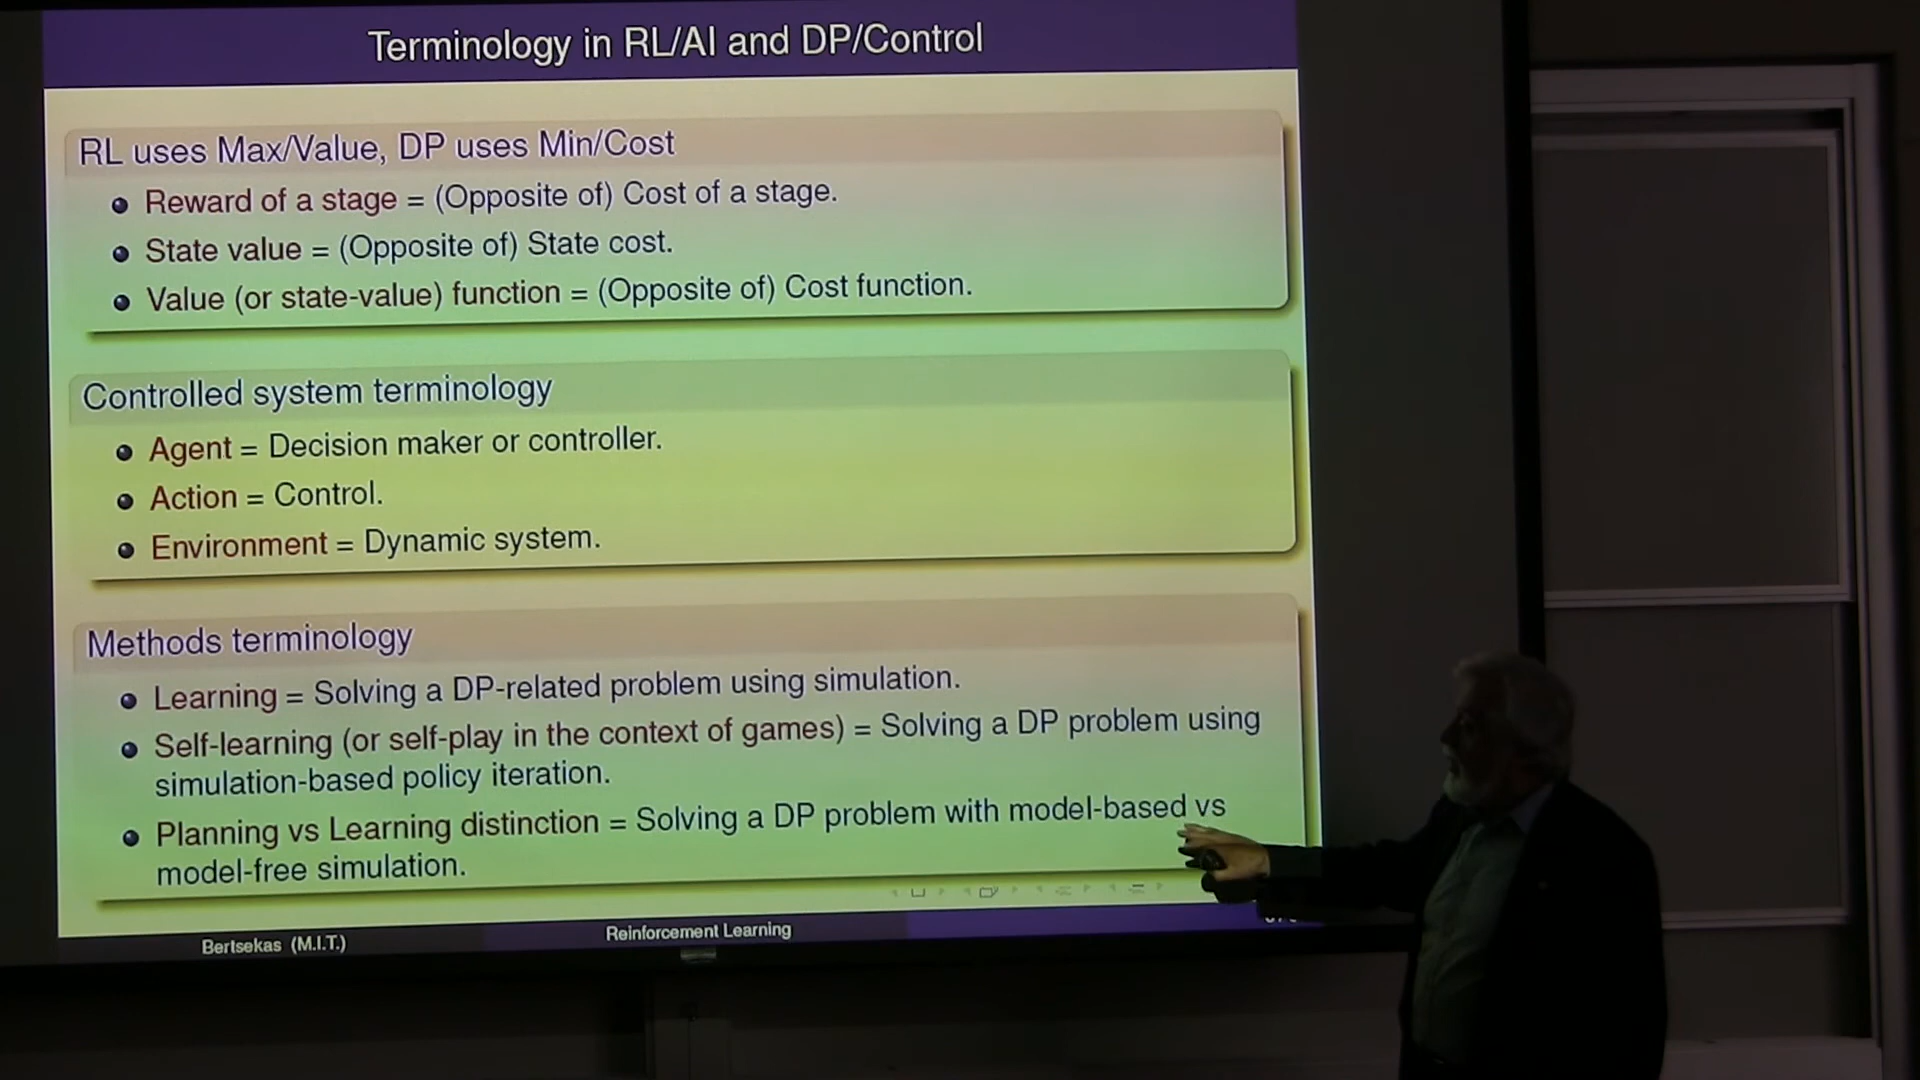 Terminology in RL/AI and DP/Control
RL uses Max/Value, DP uses Min/Cost
Reward of a stage = (Opposite of) Cost of a stage.
State value = (Opposite of) State cost.
Value (or state-value) function = (Opposite of) Cost function.
Controlled system terminology
Agent = Decision maker or controller.
Action = Control.
Environment = Dynamic system.
Methods terminology
Learning = Solving a DP-related problem using simulation.
Self-learning (or self-play in the context of games) = Solving a DP problem using
simulation-based policy iteration.
Planning vs Learning distinction = Solving a DP problem with model-based vs
model-free simulation.
Bertsekas (M.I.T.)
Reinforcement Learning